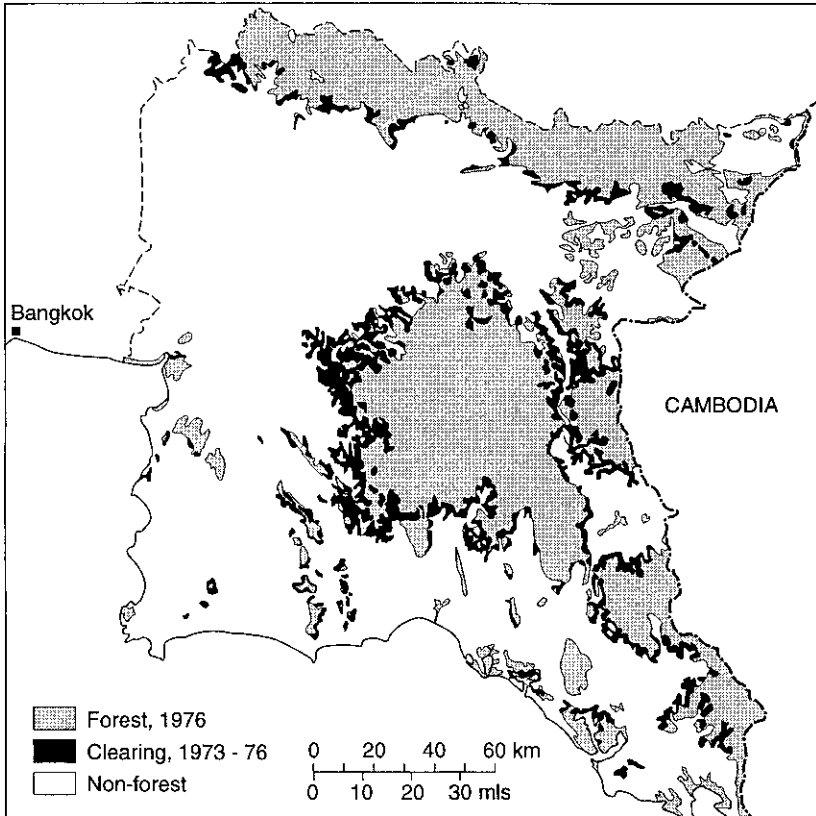 Bangkok
CAMBODIA
Forest, 1976
Clearing, 1973 - 76
Non-forest
0 20 40 60 km
0 10 20 30 mls